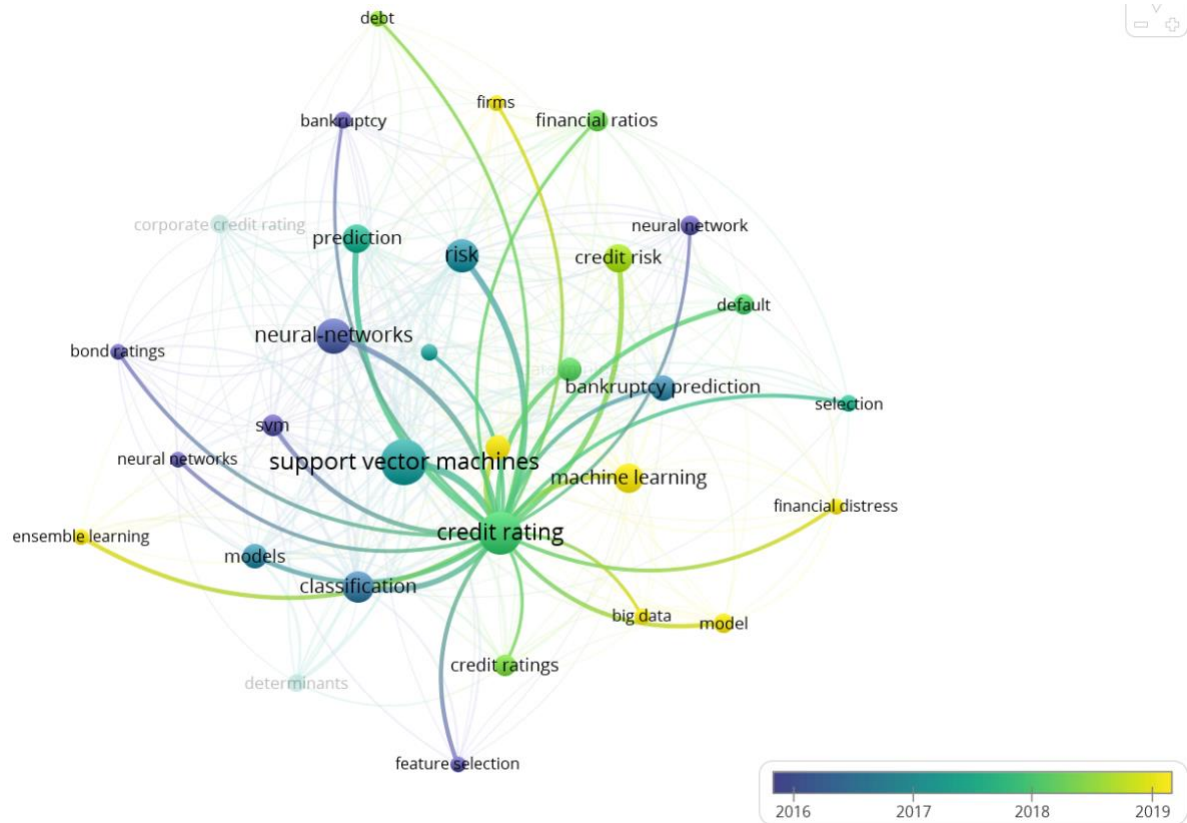 debt
firms
bankruptcy
financial ratios
corporate credit rating
neural network
prediction
risk
credit risk
default
neural-networks
bond ratings
bankruptcy prediction
selection
svm
neural networks
support vector machines
machine learning
financial distress
credit rating
ensemble learning
models
classification
big data
model
credit ratings
determinants
feature selection
2016 2017 2018 2019